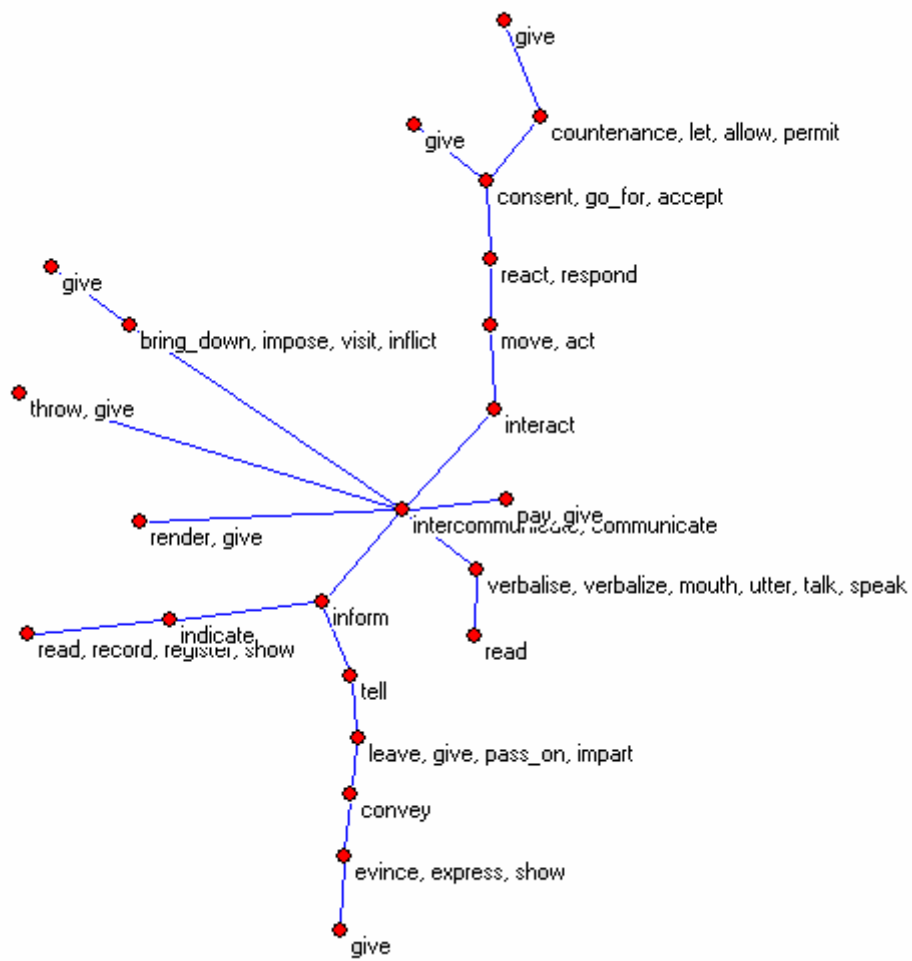 give
countenance, let, allow, permit
give
consent, go_for, accept
react, respond
give
bring_down, impose, visit, inflict
move, act
throw, give
interact
pay, give
intercommunicate, communicate
render, give
verbalise, verbalize, mouth, utter, talk, speak
inform
indicate
read, record, register, show
read
tell
leave, give, pass_on, impart
convey
evince, express, show
give